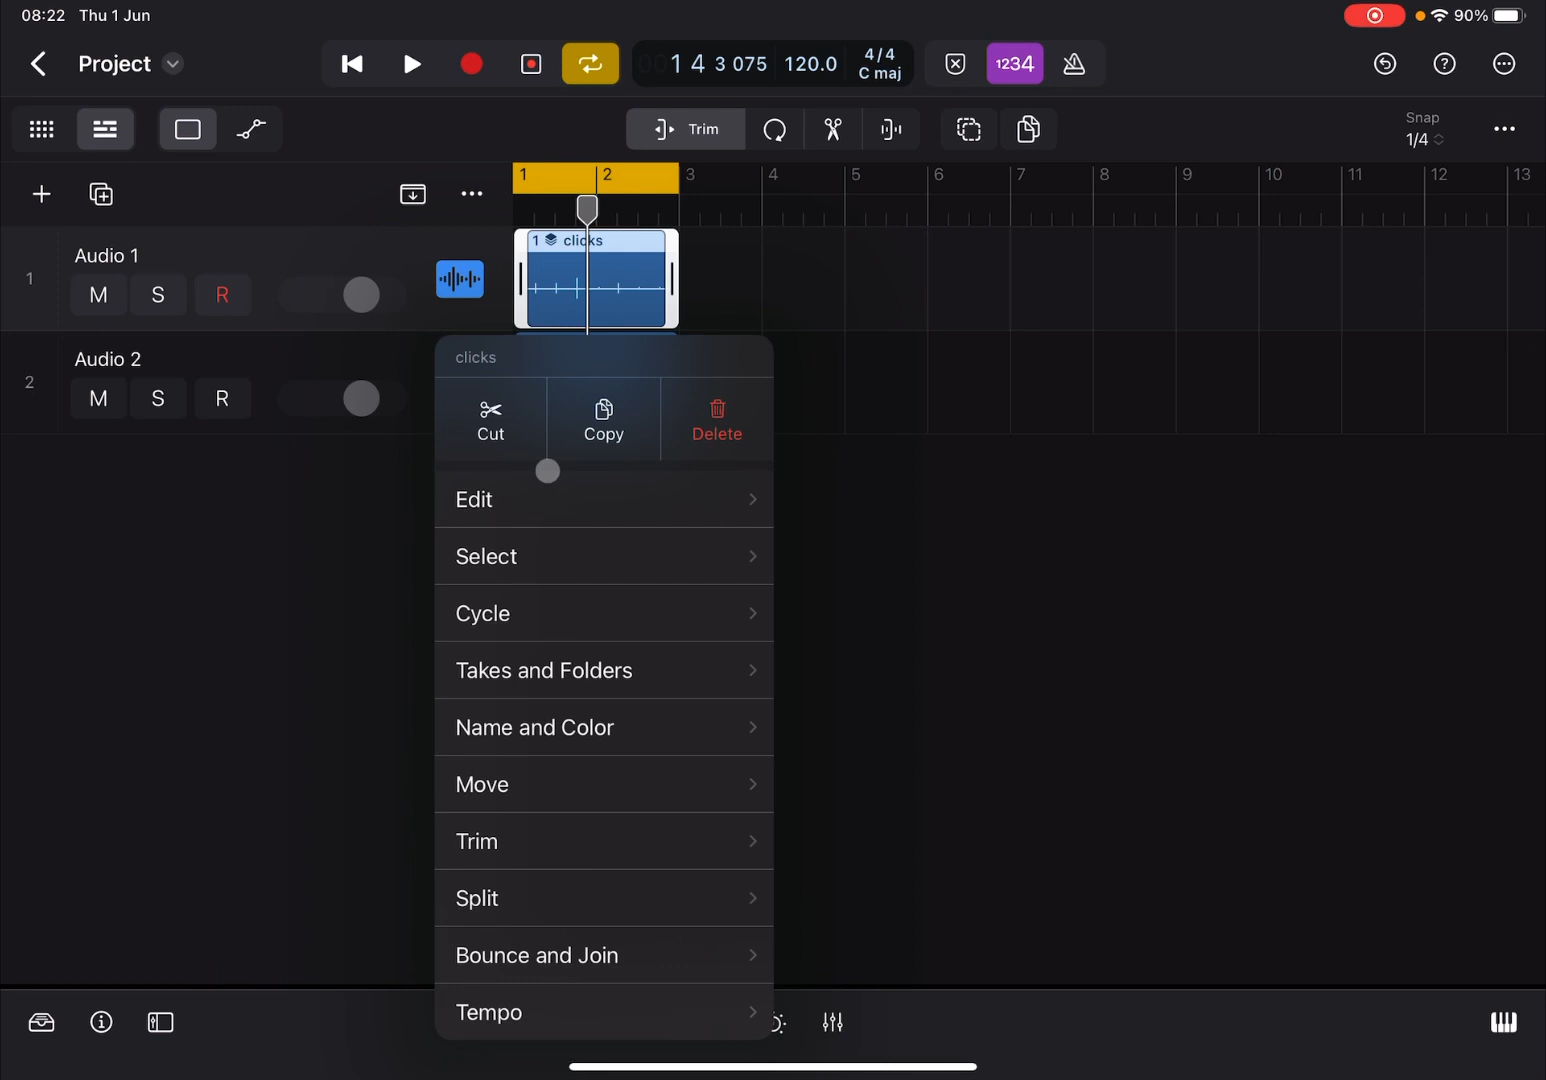 08:22 Thu 1 Jun
90%
Project
1 4 3 075
120.0
4/4
C maj
1234
Trim
Snap
1/4
1 2 3 4 5 6 7 8 9 10 11 12 13
1
Audio 1
M S R
1 clicks
2
Audio 2
M S R
clicks
Cut
Copy
Delete
Edit
Select
Cycle
Takes and Folders
Name and Color
Move
Trim
Split
Bounce and Join
Tempo